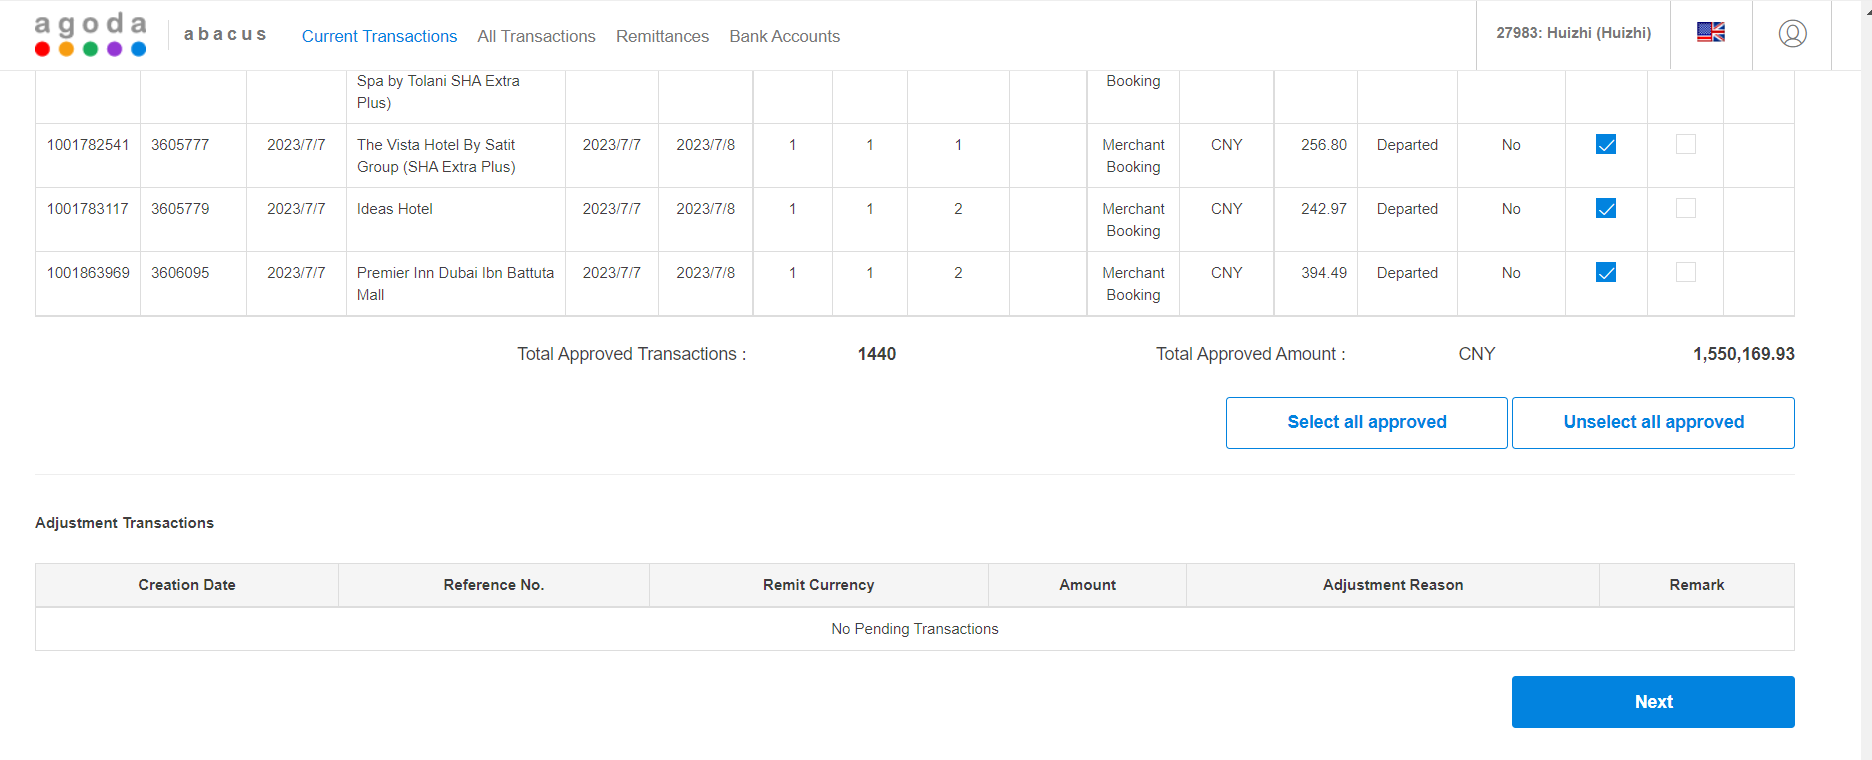 agoda
abacus
Current Transactions All Transactions Remittances Bank Accounts
27983: Huizhi (Huizhi)
Spa by Tolani SHA Extra Booking
Plus)
1001782541 3605777 2023/7/7 The Vista Hotel By Satit 2023/7/7 2023/7/8 1 1 1 Merchant CNY 256.80 Departed No
Group (SHA Extra Plus) Booking
1001783117 3605779 2023/7/7 Ideas Hotel 2023/7/7 2023/7/8 1 1 2 Merchant CNY 242.97 Departed No
Booking
1001863969 3606095 2023/7/7 Premier Inn Dubai Ibn Battuta 2023/7/7 2023/7/8 1 1 2 Merchant CNY 394.49 Departed No
Mall Booking
Total Approved Transactions : 1440 Total Approved Amount : CNY 1,550,169.93
Select all approved Unselect all approved
Adjustment Transactions
Creation Date Reference No. Remit Currency Amount Adjustment Reason Remark
No Pending Transactions
Next